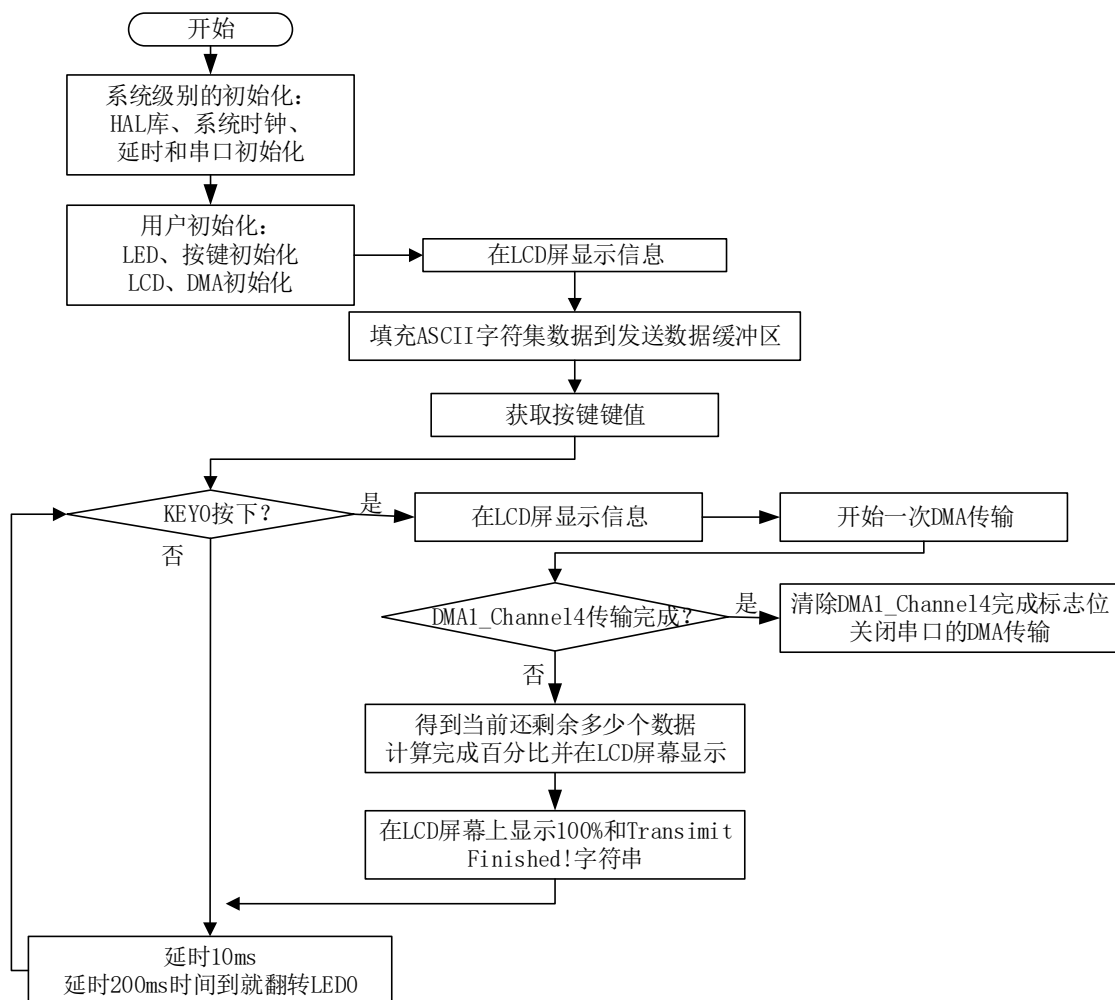 开始
系统级别的初始化：
HAL库、系统时钟、
延时和串口初始化
用户初始化：
LED、按键初始化
LCD、DMA初始化
在LCD屏显示信息
填充ASCII字符集数据到发送数据缓冲区
获取按键键值
KEY0按下？
是
在LCD屏显示信息
开始一次DMA传输
否
DMA1_Channel4传输完成？
是
清除DMA1_Channel4完成标志位
关闭串口的DMA传输
否
得到当前还剩余多少个数据
计算完成百分比并在LCD屏幕显示
在LCD屏幕上显示100%和Transimit
Finished!字符串
延时10ms
延时200ms时间到就翻转LED0